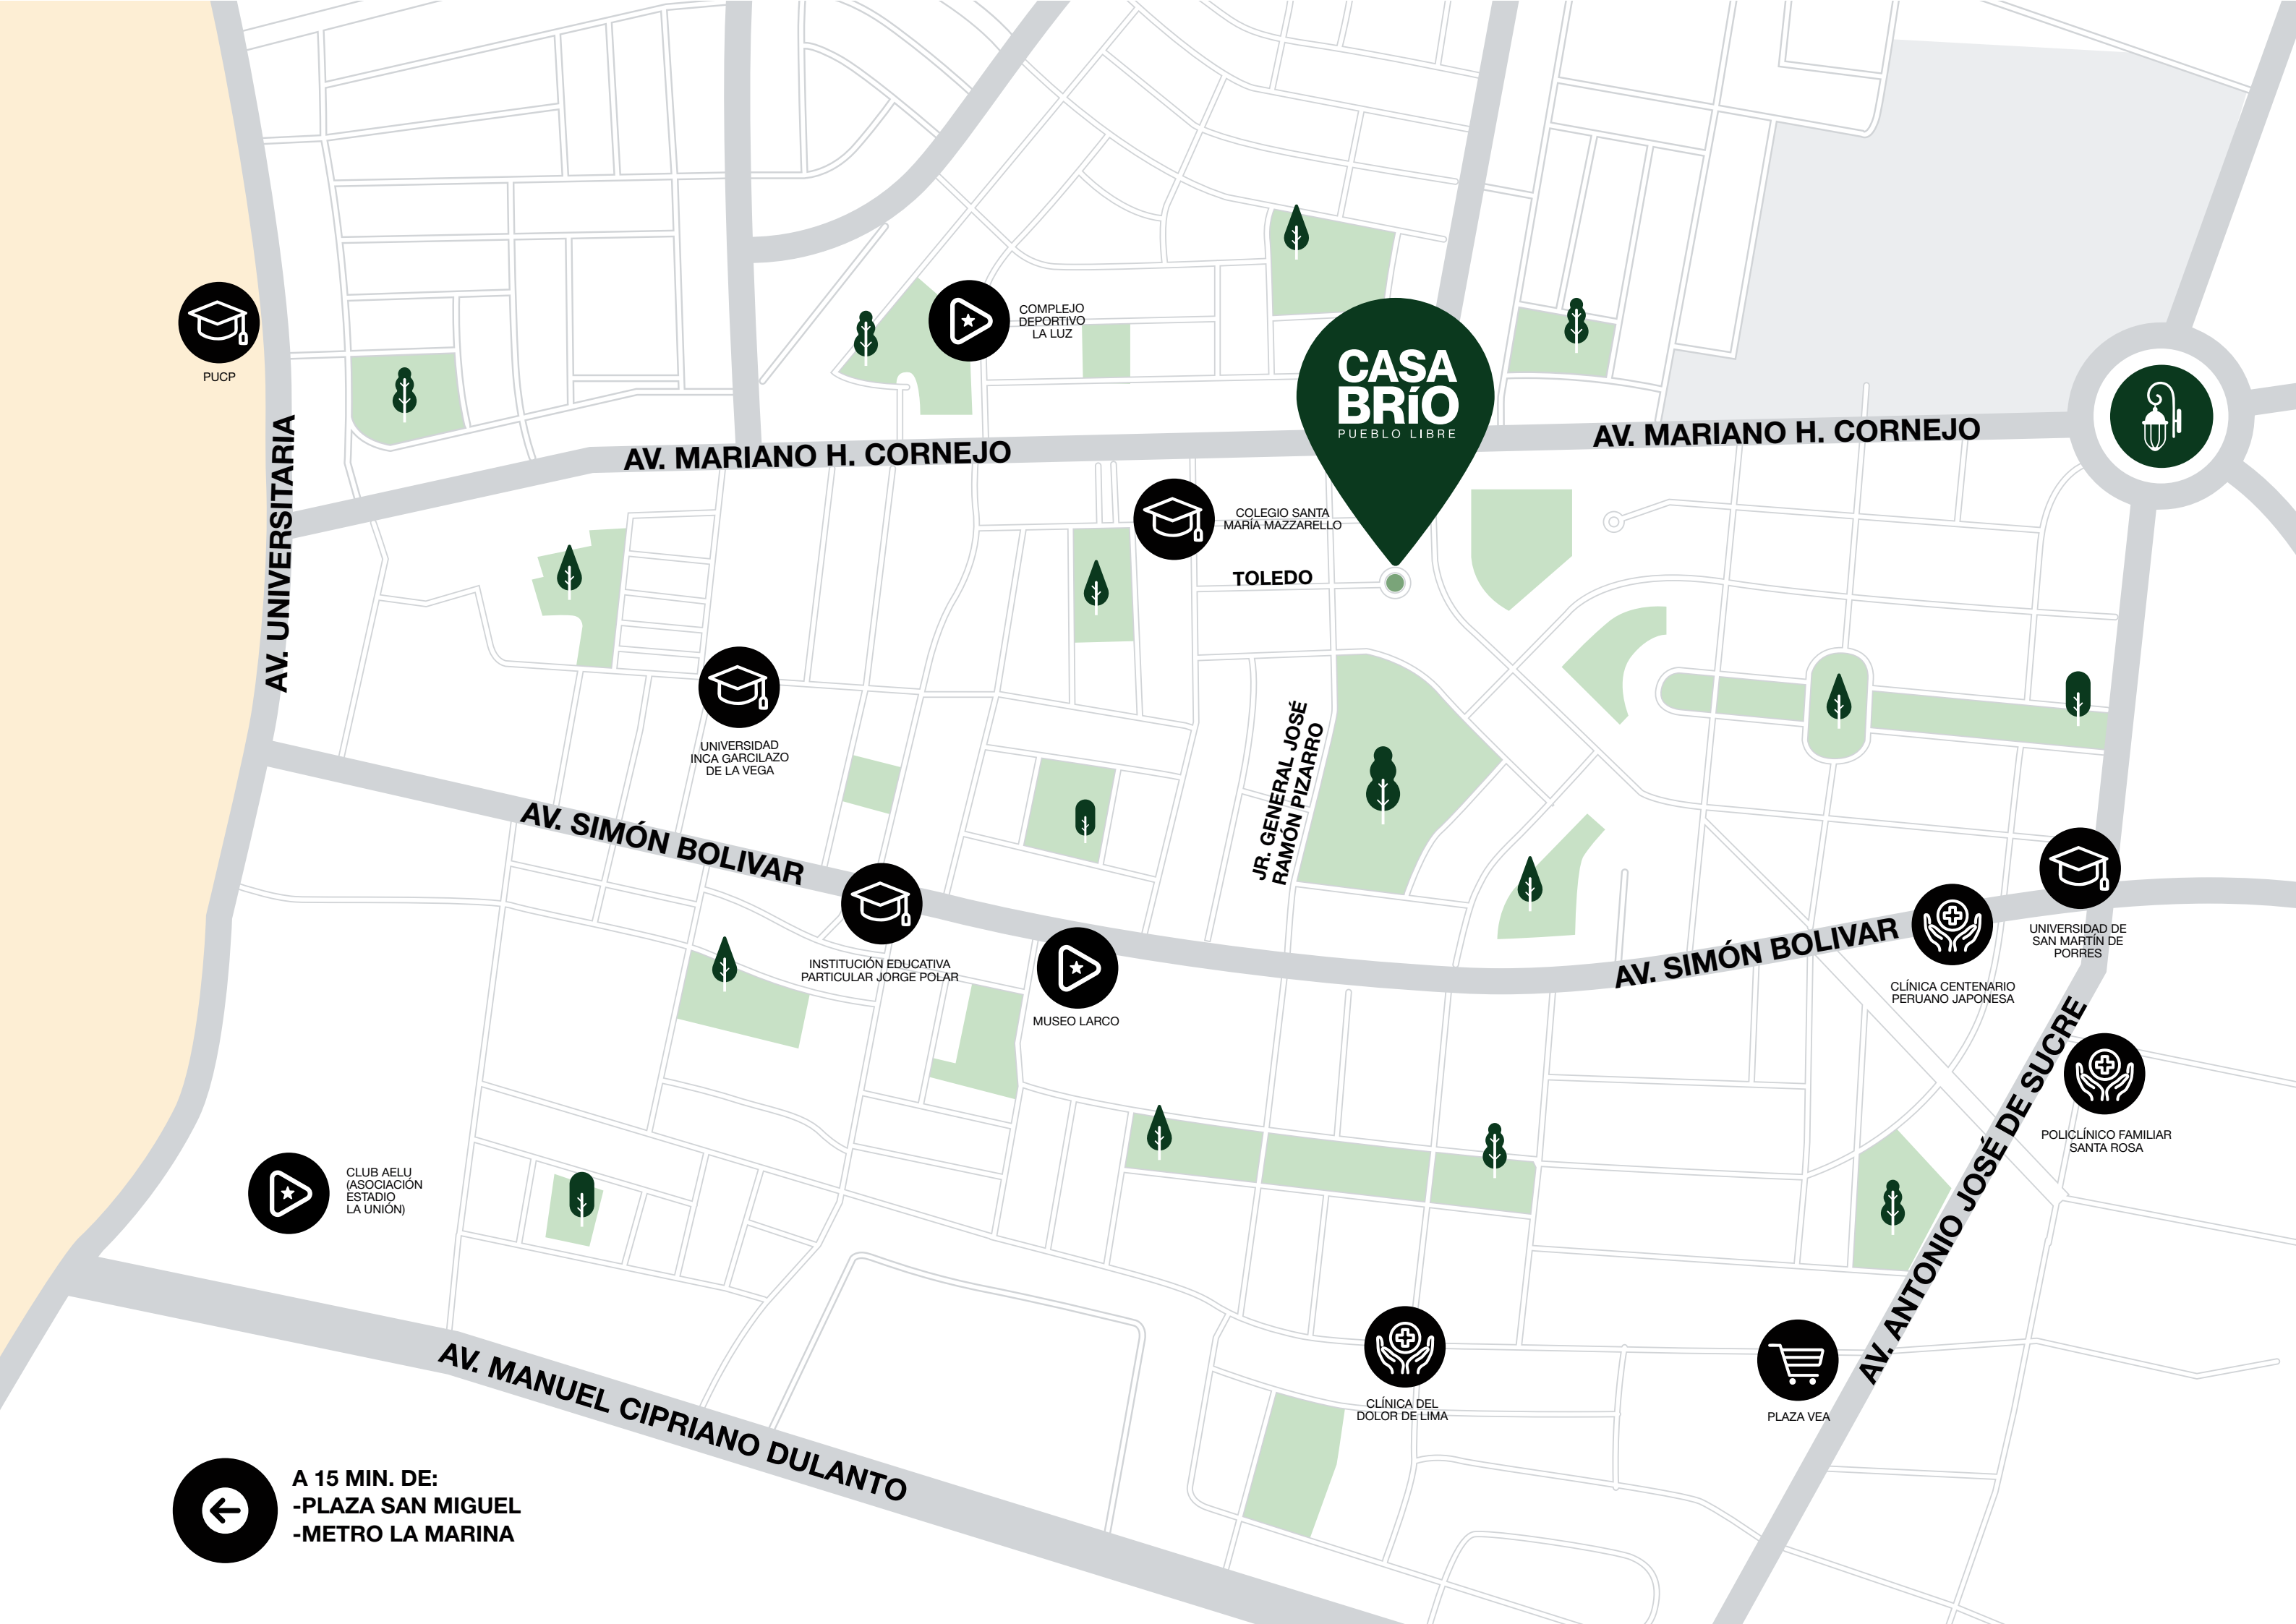 COMPLEJO
DEPORTIVO
LA LUZ
PUCP
CASA
BRíO
PUEBLO LIBRE
AV. MARIANO H. CORNEJO
AV. MARIANO H. CORNEJO
AV. UNIVERSITARIA
COLEGIO SANTA
MARÍA MAZZARELLO
TOLEDO
UNIVERSIDAD
INCA GARCILAZO
DE LA VEGA
JR. GENERAL JOSÉ
RAMÓN PIZARRO
AV. SIMÓN BOLIVAR
AV. SIMÓN BOLIVAR
UNIVERSIDAD DE
SAN MARTÍN DE
PORRES
INSTITUCIÓN EDUCATIVA
PARTICULAR JORGE POLAR
CLÍNICA CENTENARIO
PERUANO JAPONESA
MUSEO LARCO
AV. ANTONIO JOSÉ DE SUCRE
POLICLÍNICO FAMILIAR
SANTA ROSA
CLUB AELU
(ASOCIACIÓN
ESTADIO
LA UNIÓN)
AV. MANUEL CIPRIANO DULANTO
CLÍNICA DEL
DOLOR DE LIMA
PLAZA VEA
A 15 MIN. DE:
-PLAZA SAN MIGUEL
-METRO LA MARINA